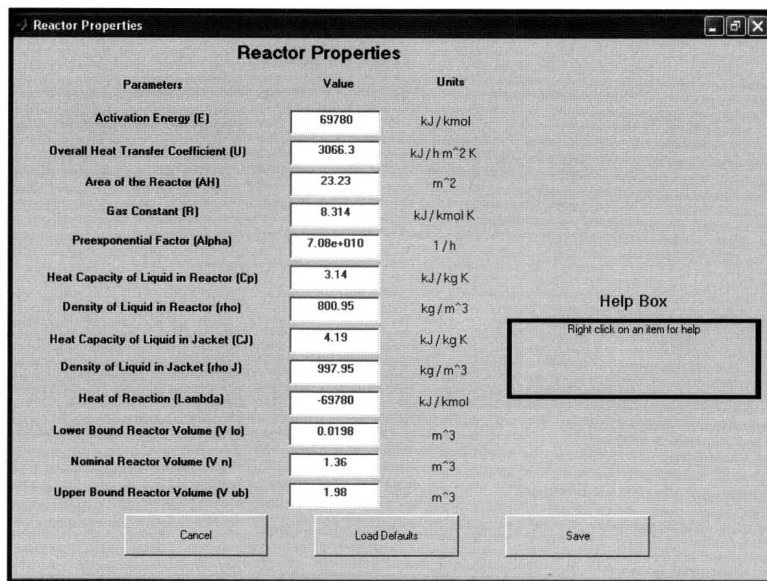 Reactor Properties
Reactor Properties
Parameters Value Units
Activation Energy (E) 69780 kJ / kmol
Overall Heat Transfer Coefficient (U) 3066.3 kJ / h m^2 K
Area of the Reactor (AH) 23.23 m^2
Gas Constant (R) 8.314 kJ / kmol K
Preexponential Factor (Alpha) 7.08e+010 1 / h
Heat Capacity of Liquid in Reactor (Cp) 3.14 kJ / kg K
Density of Liquid in Reactor (rho) 800.95 kg / m^3
Heat Capacity of Liquid in Jacket (CJ) 4.19 kJ / kg K
Density of Liquid in Jacket (rho J) 997.95 kg / m^3
Heat of Reaction (Lambda) -69780 kJ / kmol
Lower Bound Reactor Volume (V lo) 0.0198 m^3
Nominal Reactor Volume (V n) 1.36 m^3
Upper Bound Reactor Volume (V ub) 1.98 m^3
Help Box
Right click on an item for help
Cancel Load Defaults Save